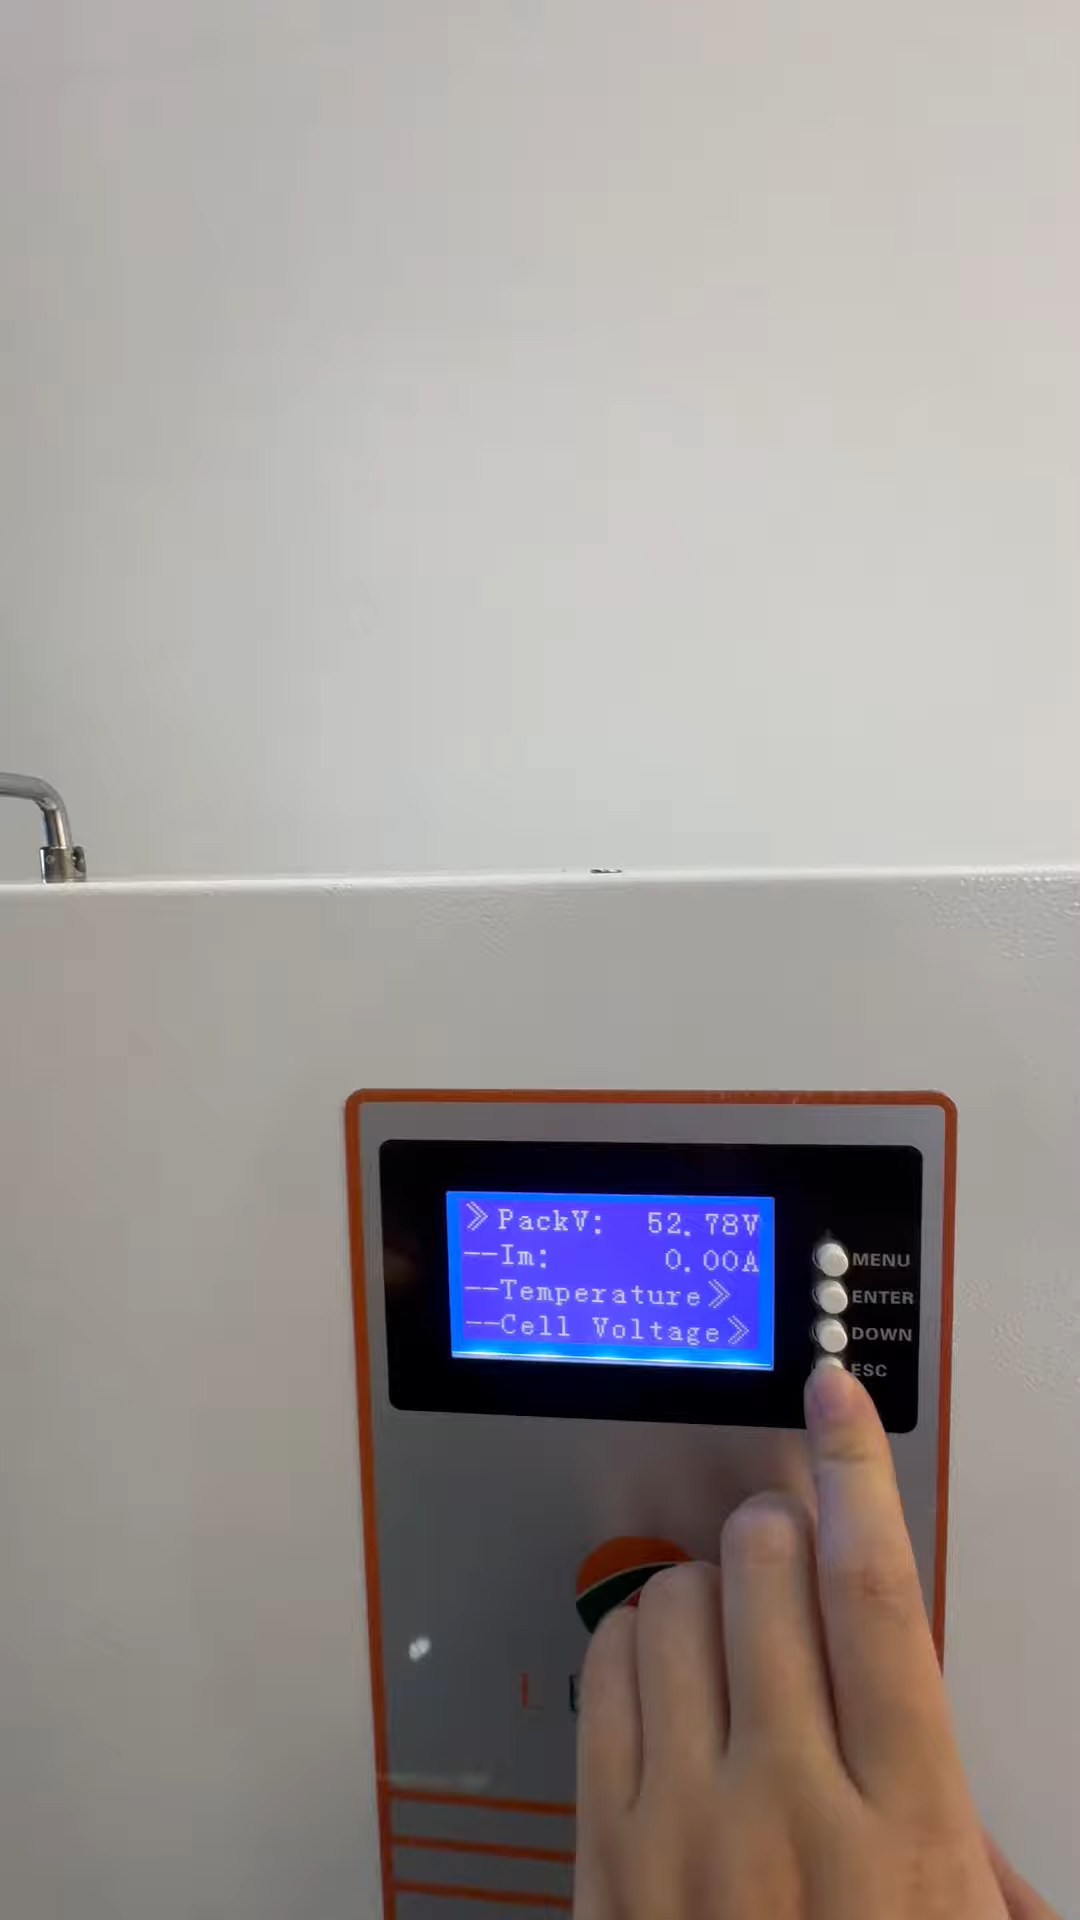 》PackV: 52.78V
--Im: 0.00A
--Temperature》
--Cell Voltage》
MENU
ENTER
DOWN
ESC
L